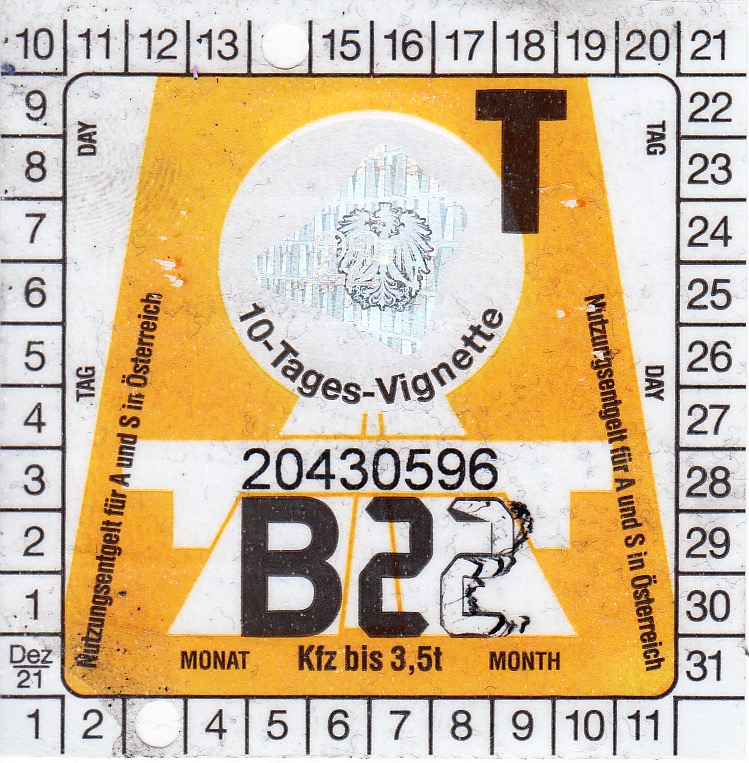 10 11 12 13 15 16 17 18 19 20 21
9 22
8 23
7 24
6 25
5 26
4 27
3 28
2 29
1 30
Dez
21
31
1 2 4 5 6 7 8 9 10 11
DAY
TAG
T
10-Tages-Vignette
Nutzungsentgelt für A und S in Österreich
Nutzungsentgelt für A und S in Österreich
TAG
DAY
20430596
B22
MONAT Kfz bis 3,5t MONTH